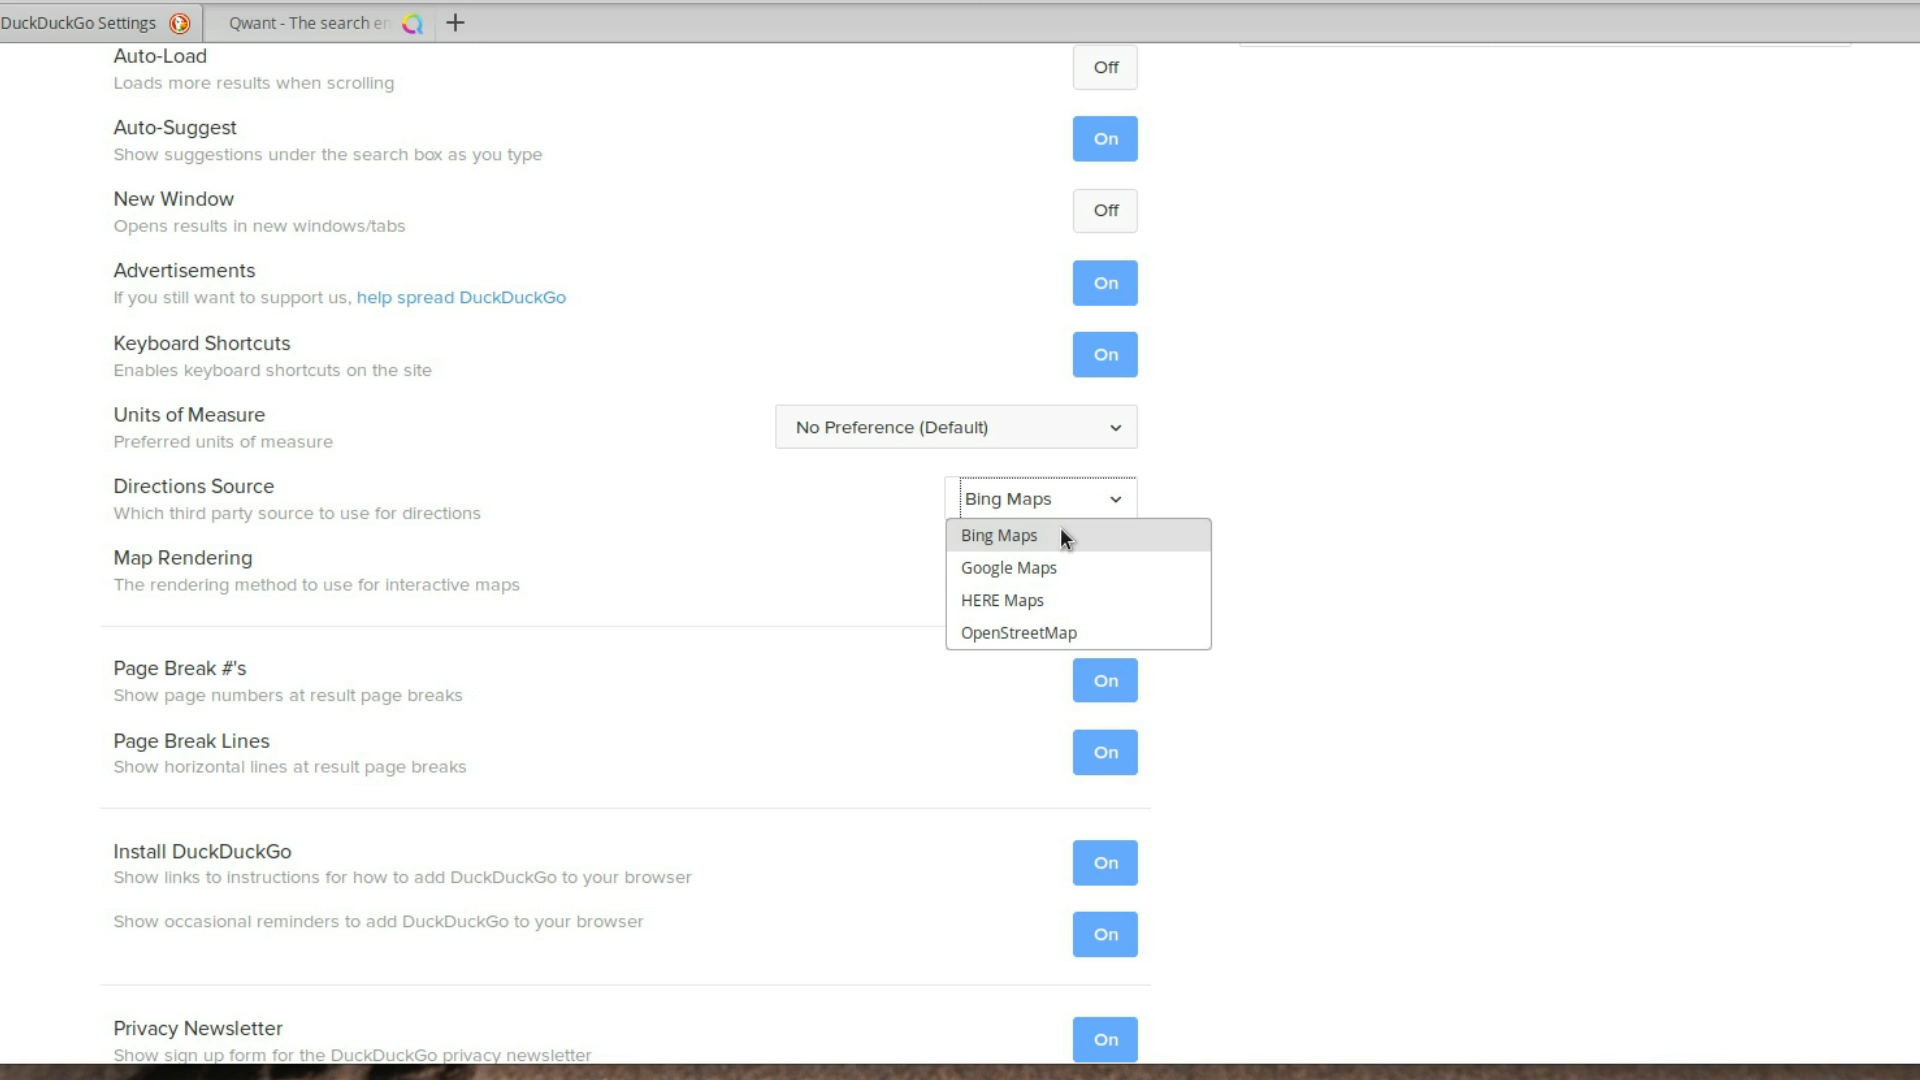 DuckDuckGo Settings
Qwant - The search en
Auto-Load
Loads more results when scrolling
Off
Auto-Suggest
Show suggestions under the search box as you type
On
New Window
Opens results in new windows/tabs
Off
Advertisements
If you still want to support us, help spread DuckDuckGo
On
Keyboard Shortcuts
Enables keyboard shortcuts on the site
On
Units of Measure
Preferred units of measure
No Preference (Default)
Directions Source
Which third party source to use for directions
Bing Maps
Bing Maps
Google Maps
HERE Maps
OpenStreetMap
Map Rendering
The rendering method to use for interactive maps
Page Break #'s
Show page numbers at result page breaks
On
Page Break Lines
Show horizontal lines at result page breaks
On
Install DuckDuckGo
Show links to instructions for how to add DuckDuckGo to your browser
On
Show occasional reminders to add DuckDuckGo to your browser
On
Privacy Newsletter
Show sign up form for the DuckDuckGo privacy newsletter
On